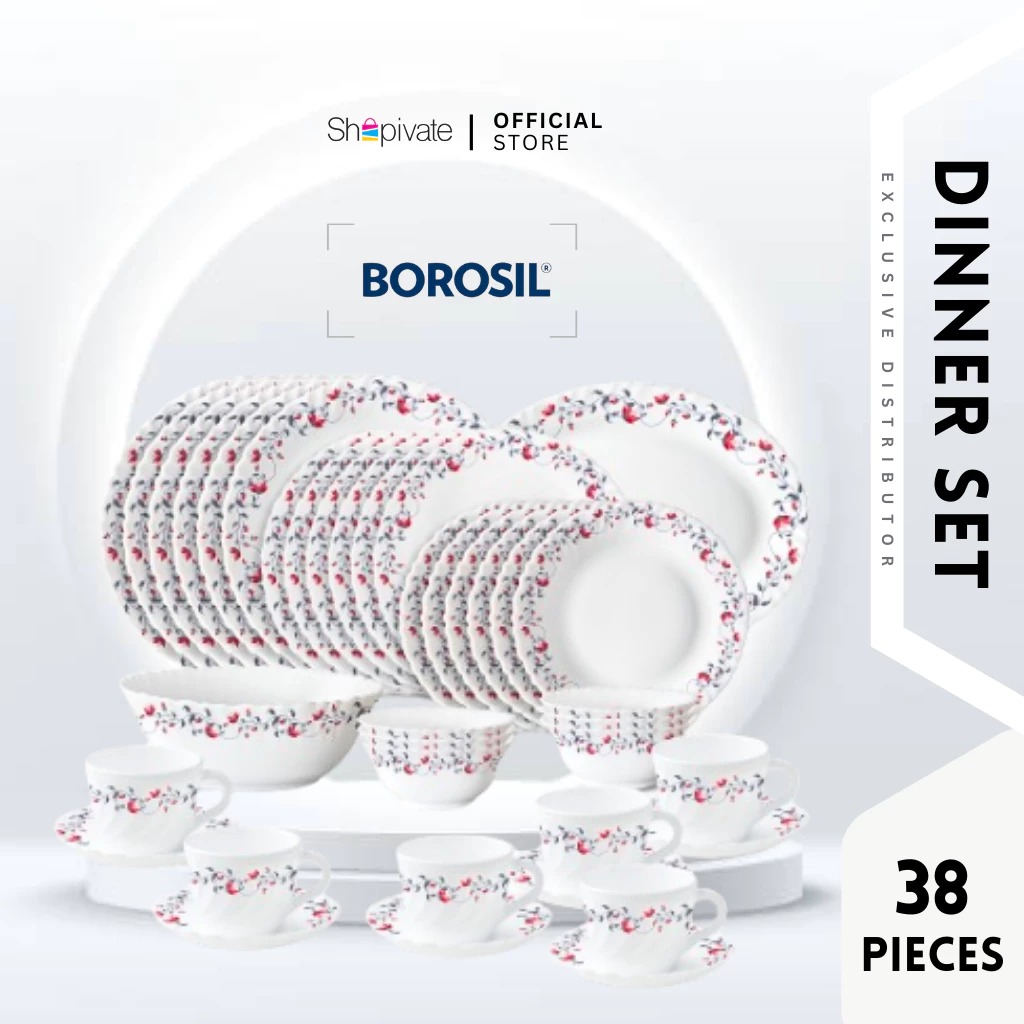 Shopivate | OFFICIAL
STORE
BOROSIL®
DINNER SET
EXCLUSIVE DISTRIBUTOR
38
PIECES